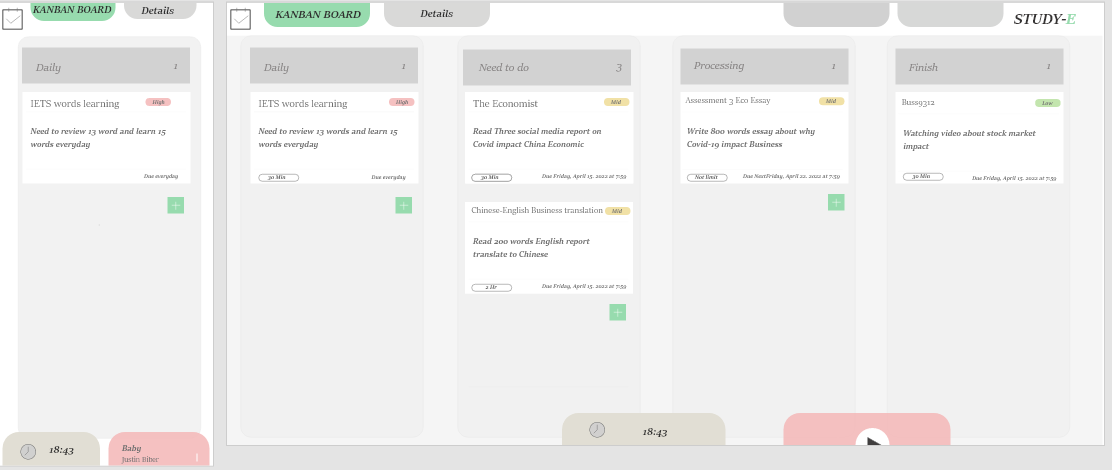 KANBAN BOARD
Details
Daily 1
IETS words learning High
Need to review 13 word and learn 15
words everyday
Due everyday
18:43
Baby
Justin Biber
KANBAN BOARD
Details
STUDY-E
Daily 1
IETS words learning High
Need to review 13 words and learn 15
words everyday
30 Min Due everyday
Need to do 3
The Economist Mid
Read Three social media report on
Covid impact China Economic
30 Min Due Friday, April 15. 2022 at 7:59
Chinese-English Business translation Mid
Read 200 words English report
translate to Chinese
2 Hr Due Friday, April 15. 2022 at 7:59
Processing 1
Assessment 3 Eco Essay Mid
Write 800 words essay about why
Covid-19 impact Business
Not limit Due NextFriday, April 22. 2022 at 7:59
Finish 1
Buss9312 Low
Watching video about stock market
impact
30 Min Due Friday, April 15. 2022 at 7:59
18:43